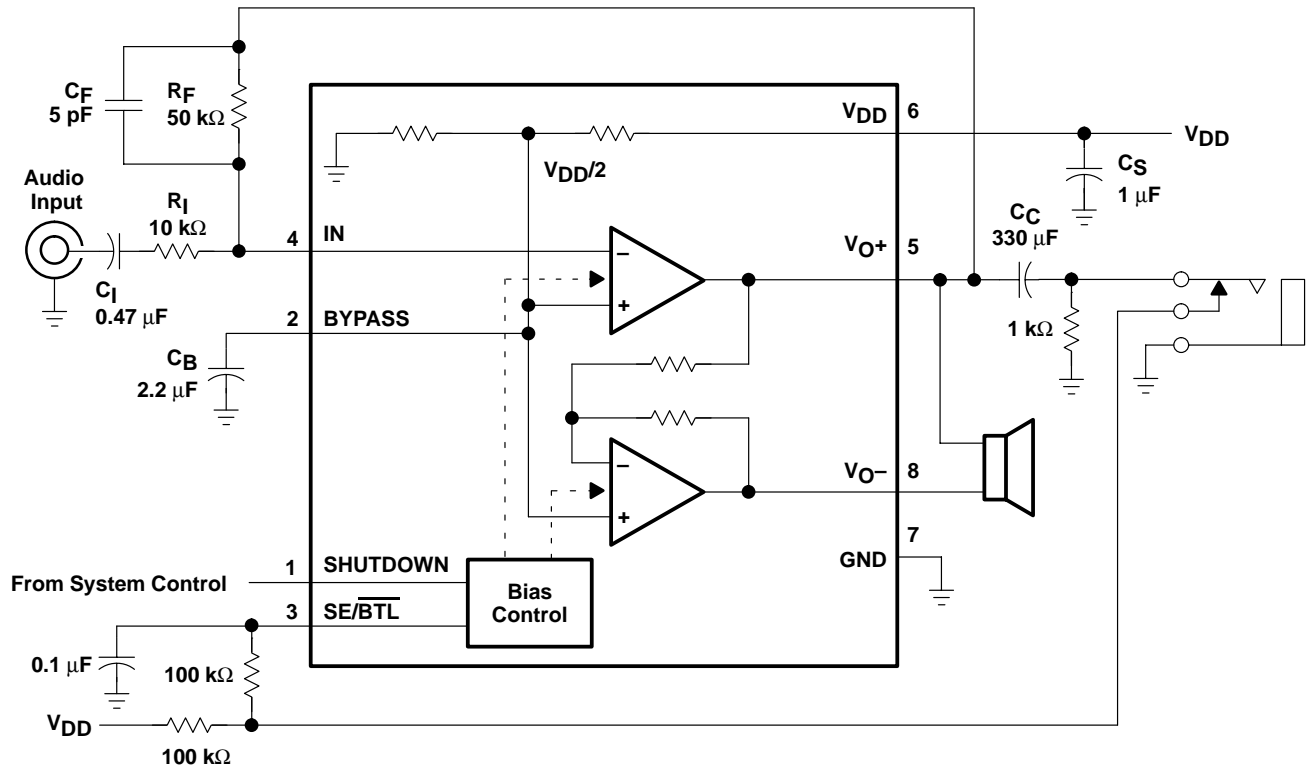 CF
5 pF
RF
50 kΩ
VDD
6
VDD
VDD/2
CS
1 μF
Audio
Input
RI
10 kΩ
CI
0.47 μF
4
IN
−
+
VO+
5
CC
330 μF
1 kΩ
2
BYPASS
CB
2.2 μF
−
+
VO−
8
7
GND
From System Control
1
SHUTDOWN
3
SE/BTL
Bias
Control
0.1 μF
100 kΩ
VDD
100 kΩ